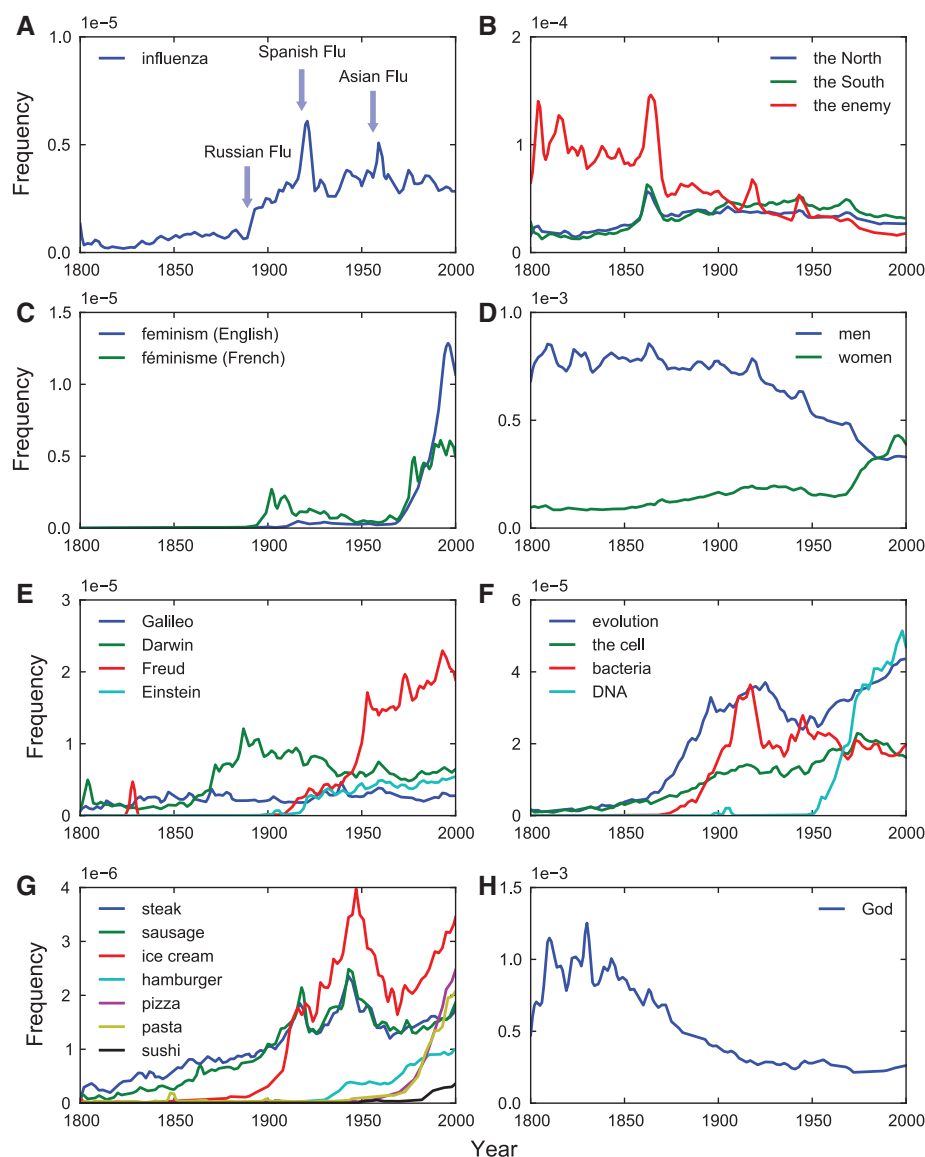 A
1e−5
1.0
0.5
0.0
Frequency
influenza
Spanish Flu
Asian Flu
Russian Flu
1800 1850 1900 1950 2000
B
1e−4
2
1
0
the North
the South
the enemy
1800 1850 1900 1950 2000
C
1e−5
1.5
1.0
0.5
0.0
Frequency
feminism (English)
féminisme (French)
1800 1850 1900 1950 2000
D
1e−3
1.0
0.5
0.0
men
women
1800 1850 1900 1950 2000
E
1e−5
3
2
1
0
Frequency
Galileo
Darwin
Freud
Einstein
1800 1850 1900 1950 2000
F
1e−5
6
4
2
0
evolution
the cell
bacteria
DNA
1800 1850 1900 1950 2000
G
1e−6
4
3
2
1
0
Frequency
steak
sausage
ice cream
hamburger
pizza
pasta
sushi
1800 1850 1900 1950 2000
H
1e−3
1.5
1.0
0.5
0.0
God
1800 1850 1900 1950 2000
Year